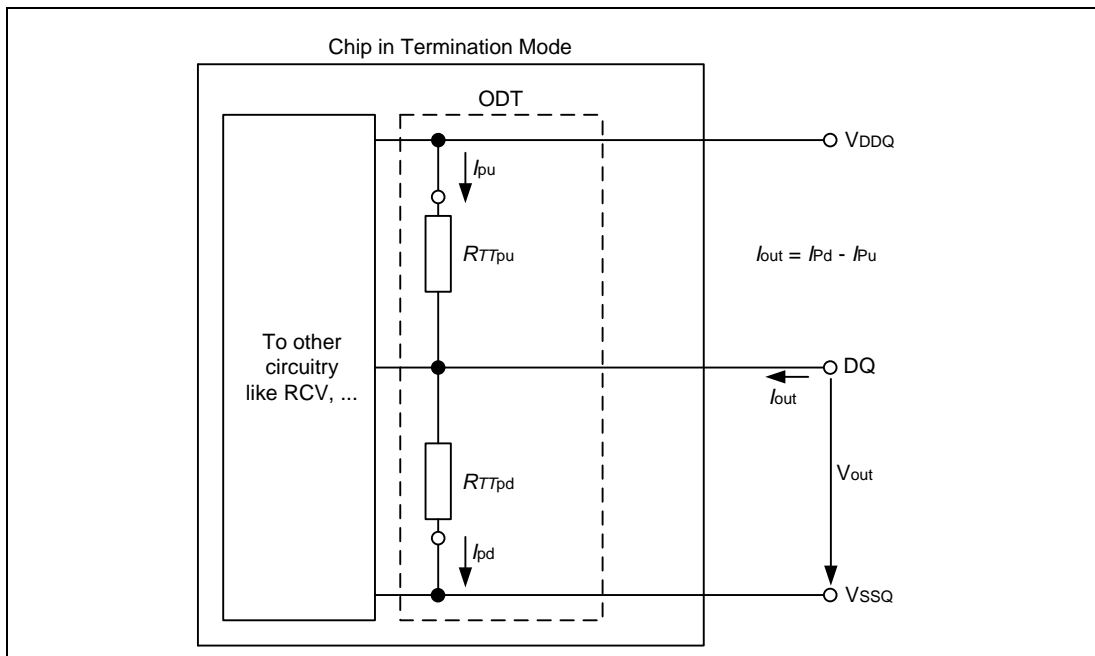 Chip in Termination Mode
ODT
VDDQ
Ipu
RTTpu
Iout = IPd - IPu
To other
circuitry
like RCV, ...
DQ
Iout
RTTpd
Vout
Ipd
VSSQ